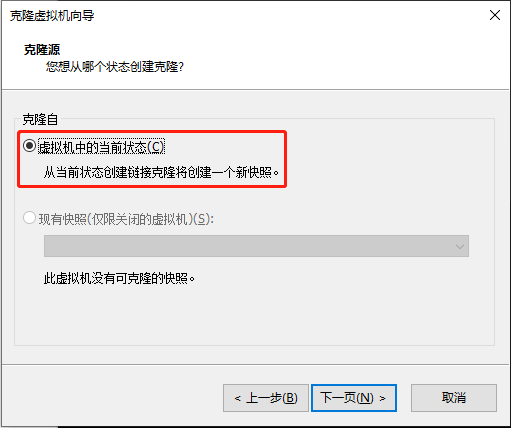 克隆虚拟机向导
克隆源
您想从哪个状态创建克隆?
克隆自
虚拟机中的当前状态(C)
从当前状态创建链接克隆将创建一个新快照。
现有快照(仅限关闭的虚拟机)(S):
此虚拟机没有可克隆的快照。
< 上一步(B) 下一页(N) > 取消